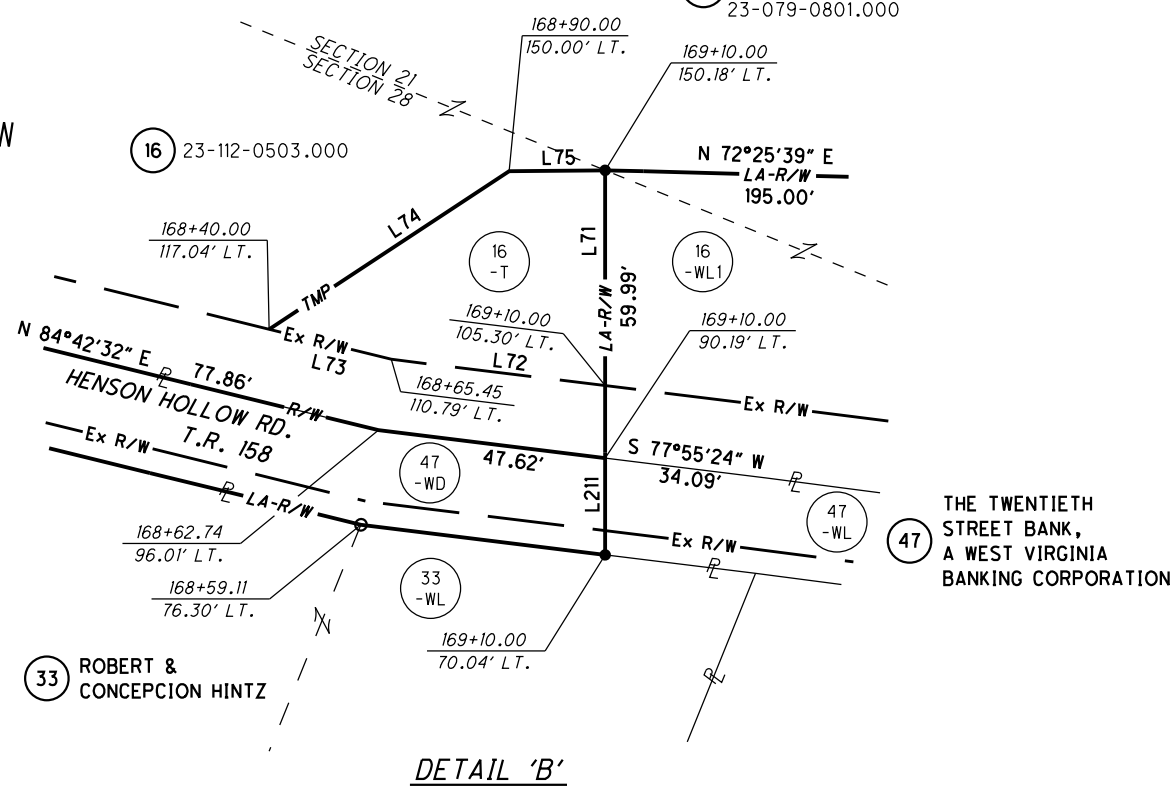 23-079-0801.000
168+90.00
150.00' LT.
169+10.00
150.18' LT.
SECTION 21
SECTION 28
N
16 23-112-0503.000
L75
N 72°25'39" E
LA-R/W
195.00'
L74
L71
168+40.00
117.04' LT.
16
-T
16
-WL1
TMP
LA-R/W
59.99'
169+10.00
105.30' LT.
169+10.00
90.19' LT.
Ex R/W
L73
L72
N 84°42'32" E
77.86'
168+65.45
110.79' LT.
Ex R/W
HENSON HOLLOW RD.
T.R. 158
R/W
Ex R/W
47.62'
S 77°55'24" W
34.09'
47
-WD
L211
LA-R/W
47
-WL
47
THE TWENTIETH
STREET BANK,
A WEST VIRGINIA
BANKING CORPORATION
Ex R/W
168+62.74
96.01' LT.
168+59.11
76.30' LT.
33
-WL
169+10.00
70.04' LT.
33
ROBERT &
CONCEPCION HINTZ
DETAIL 'B'